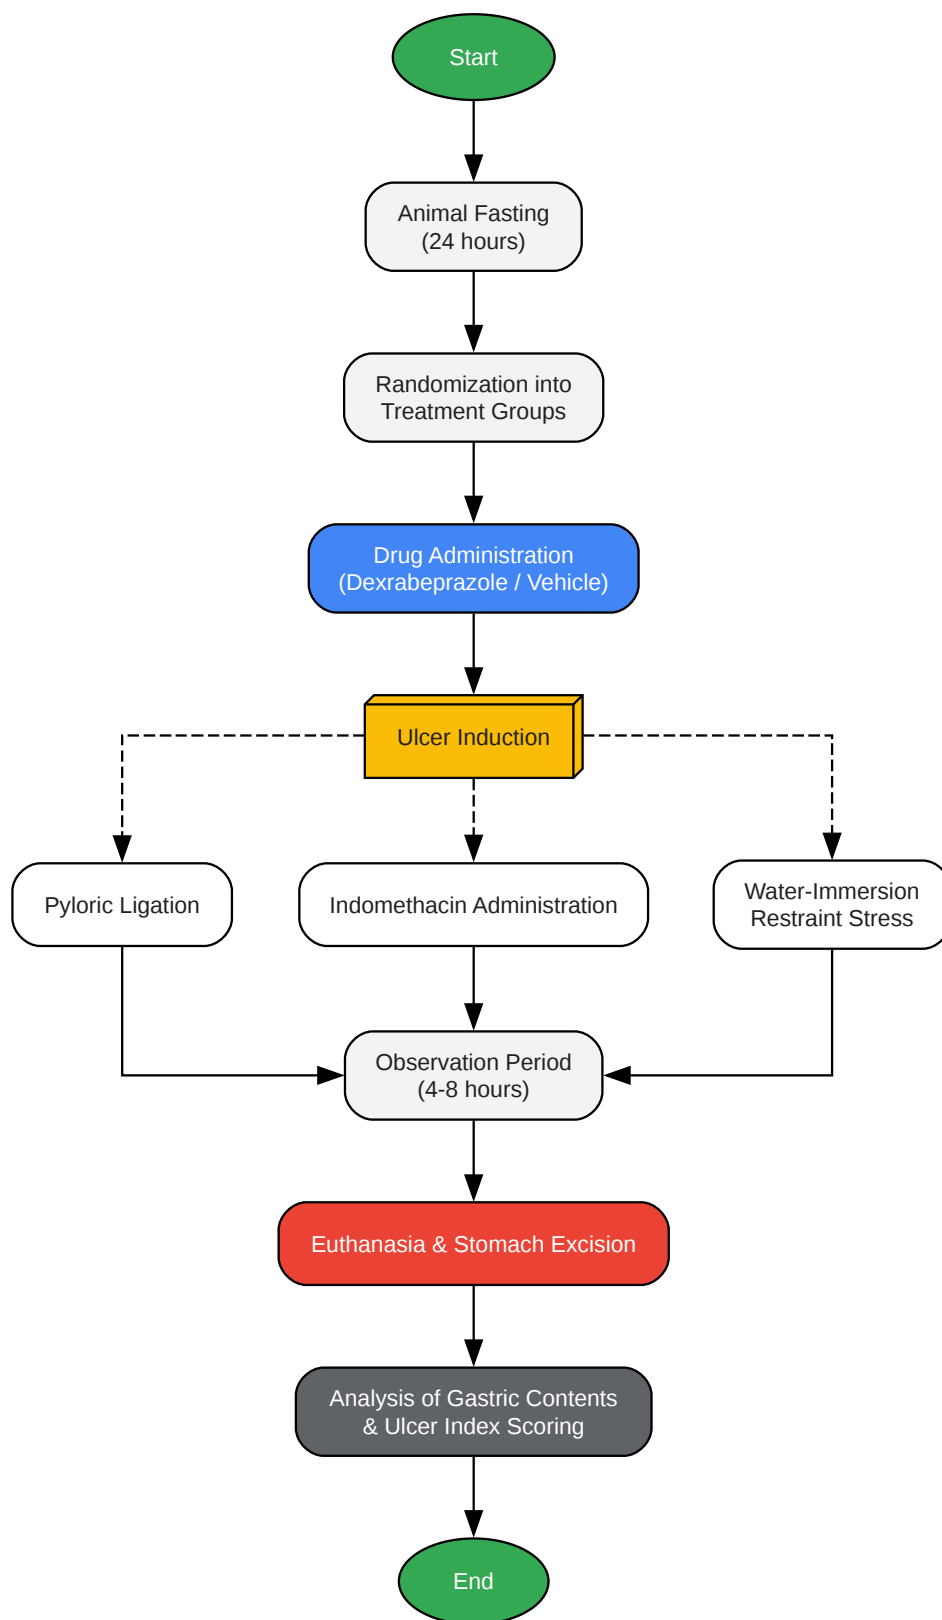 Start
Animal Fasting
(24 hours)
Randomization into
Treatment Groups
Drug Administration
(Dexrabeprazole / Vehicle)
Ulcer Induction
Pyloric Ligation
Indomethacin Administration
Water-Immersion
Restraint Stress
Observation Period
(4-8 hours)
Euthanasia & Stomach Excision
Analysis of Gastric Contents
& Ulcer Index Scoring
End